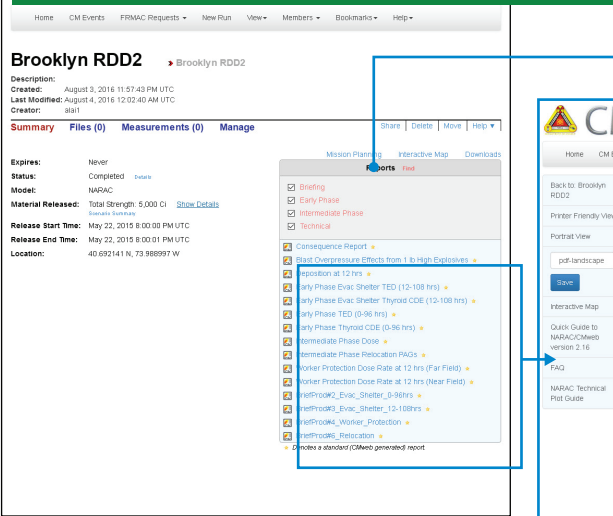 Home CM Events FRMAC Requests New Run View Members Bookmarks Help
Brooklyn RDD2 Brooklyn RDD2
Description:
Created: August 3, 2016 11:57:43 PM UTC
Last Modified: August 4, 2016 12:02:40 AM UTC
Creator: alai1
Summary Files (0) Measurements (0) Manage
Share Delete Move Help
Mission Planning Interactive Map Downloads
Expires: Never
Status: Completed Details
Model: NARAC
Material Released: Total Strength: 5,000 Ci Show Details
Scenario Summary
Release Start Time: May 22, 2015 8:00:00 PM UTC
Release End Time: May 22, 2015 8:00:01 PM UTC
Location: 40.692141 N, 73.988997 W
Reports Find
Briefing
Early Phase
Intermediate Phase
Technical
Consequence Report
Blast Overpressure Effects from 1 lb High Explosives
Deposition at 12 hrs
Early Phase Evac Shelter TED (12-108 hrs)
Early Phase Evac Shelter Thyroid CDE (12-108 hrs)
Early Phase TED (0-96 hrs)
Early Phase Thyroid CDE (0-96 hrs)
Intermediate Phase Dose
Intermediate Phase Relocation PAGs
Worker Protection Dose Rate at 12 hrs (Far Field)
Worker Protection Dose Rate at 12 hrs (Near Field)
BriefProd#2_Evac_Shelter_0-96hrs
BriefProd#3_Evac_Shelter_12-108hrs
BriefProd#4_Worker_Protection
BriefProd#6_Relocation
Denotes a standard (CMweb generated) report
CM
Home CM E
Back to: Brooklyn
RDD2
Printer Friendly View
Portrait View
pdf-landscape
Save
Interactive Map
Quick Guide to
NARAC/CMweb
version 2.16
FAQ
NARAC Technical
Plot Guide